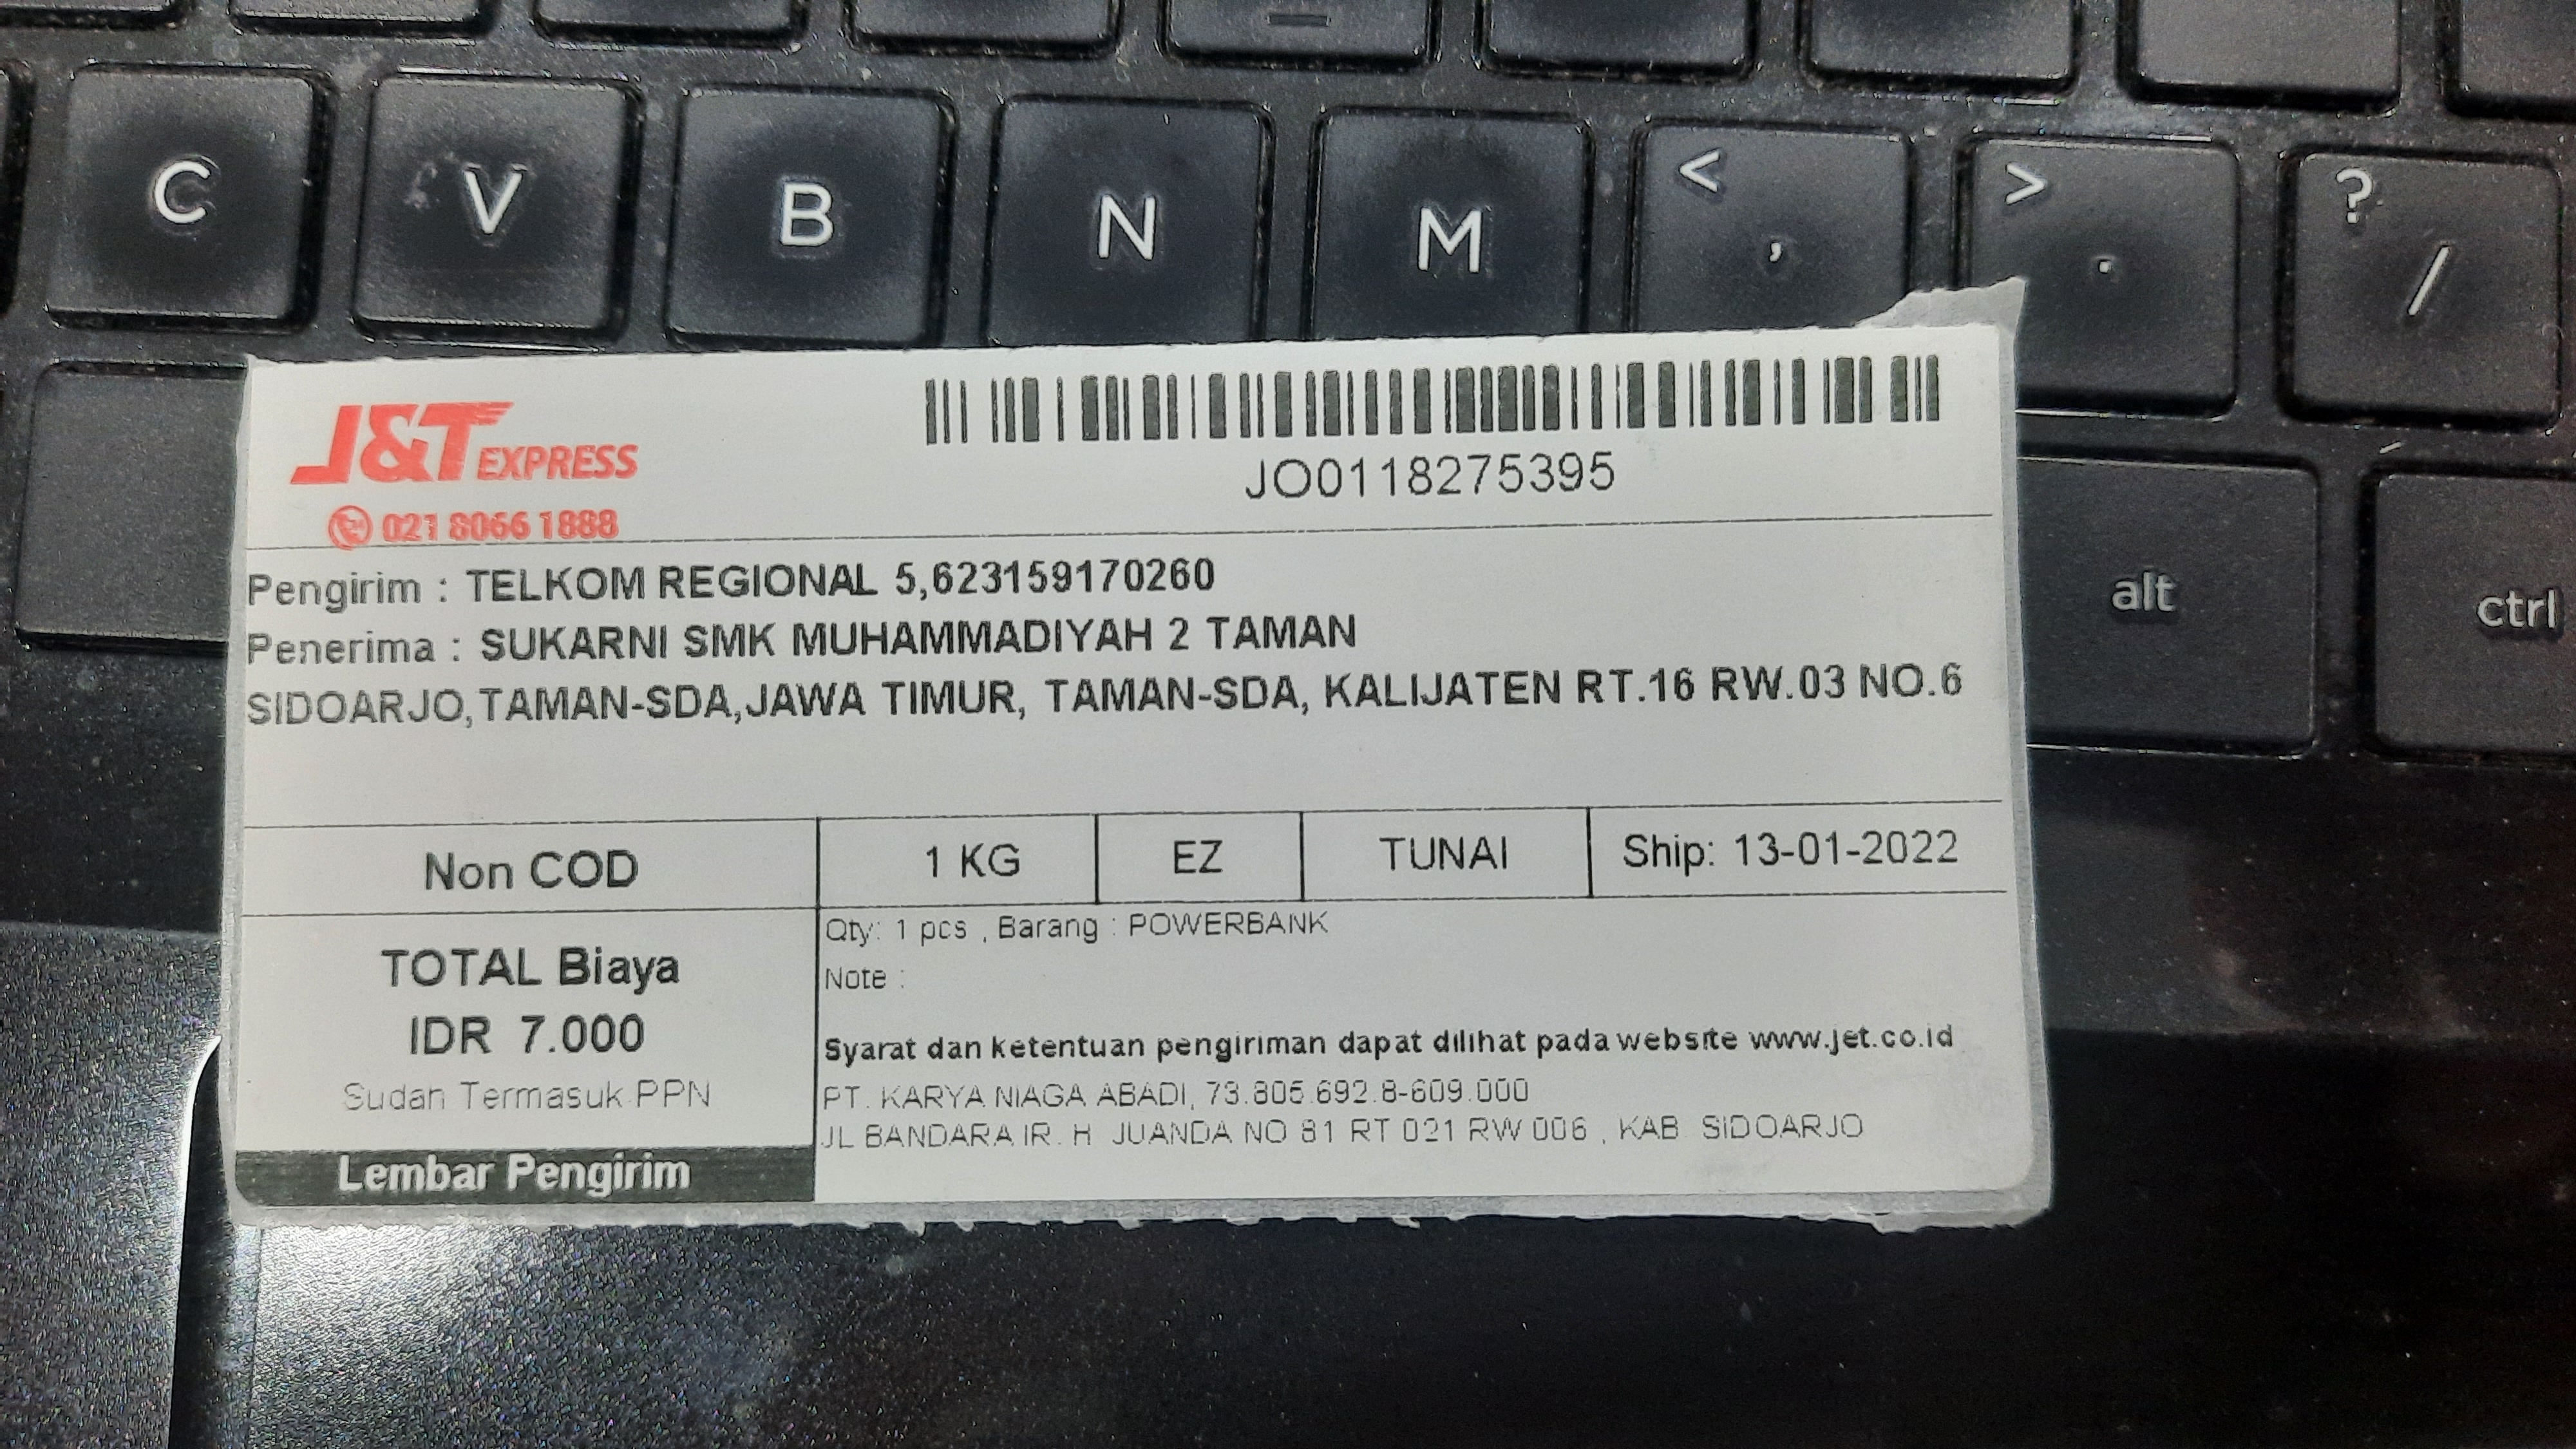 J&T EXPRESS
021 8066 1888
JO0118275395
Pengirim : TELKOM REGIONAL 5,623159170260
Penerima : SUKARNI SMK MUHAMMADIYAH 2 TAMAN
SIDOARJO,TAMAN-SDA,JAWA TIMUR, TAMAN-SDA, KALIJATEN RT.16 RW.03 NO.6
Non COD 1 KG EZ TUNAI Ship: 13-01-2022
TOTAL Biaya
IDR 7.000
Sudah Termasuk PPN
Lembar Pengirim
Qty: 1 pcs , Barang : POWERBANK
Note :
Syarat dan ketentuan pengiriman dapat dilihat pada website www.jet.co.id
PT. KARYA NIAGA ABADI, 73.805.692.8-609.000
JL BANDARA IR. H JUANDA NO 81 RT 021 RW 006 , KAB SIDOARJO
C
V
B
N
M
< ,
> .
? /
alt
ctrl